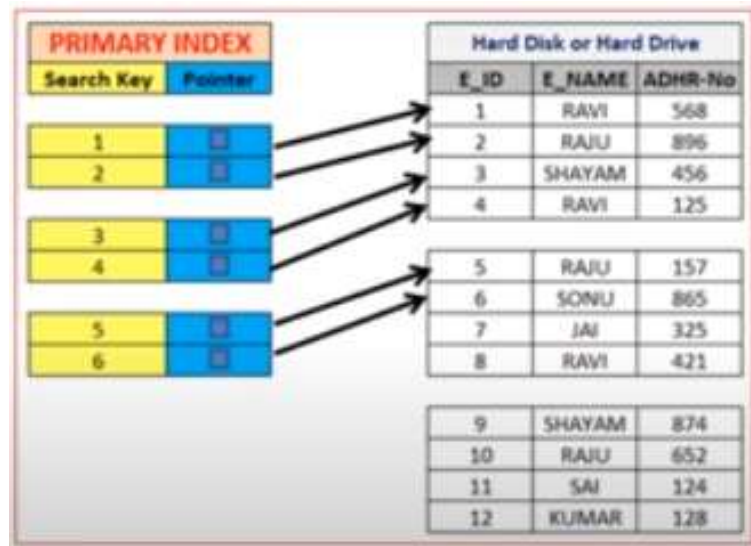 PRIMARY INDEX
Search Key Pointer
1
2
3
4
5
6
Hard Disk or Hard Drive
E_ID E_NAME ADHR-No
1 RAVI 568
2 RAJU 896
3 SHAYAM 456
4 RAVI 125
5 RAJU 157
6 SONU 865
7 JAI 325
8 RAVI 421
9 SHAYAM 874
10 RAJU 652
11 SAI 124
12 KUMAR 128